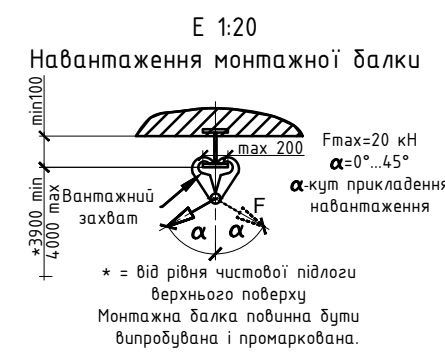 Е 1:20
Навантаження монтажної балки
min100
max 200
Fmax=20 кН
α=0°...45°
α-кут прикладення
навантаження
*3900 min
4000 max
Вантажний
захват
F
α
α
* = від рівня чистової підлоги
верхнього поверху
Монтажна балка повинна бути
випробувана і промаркована.